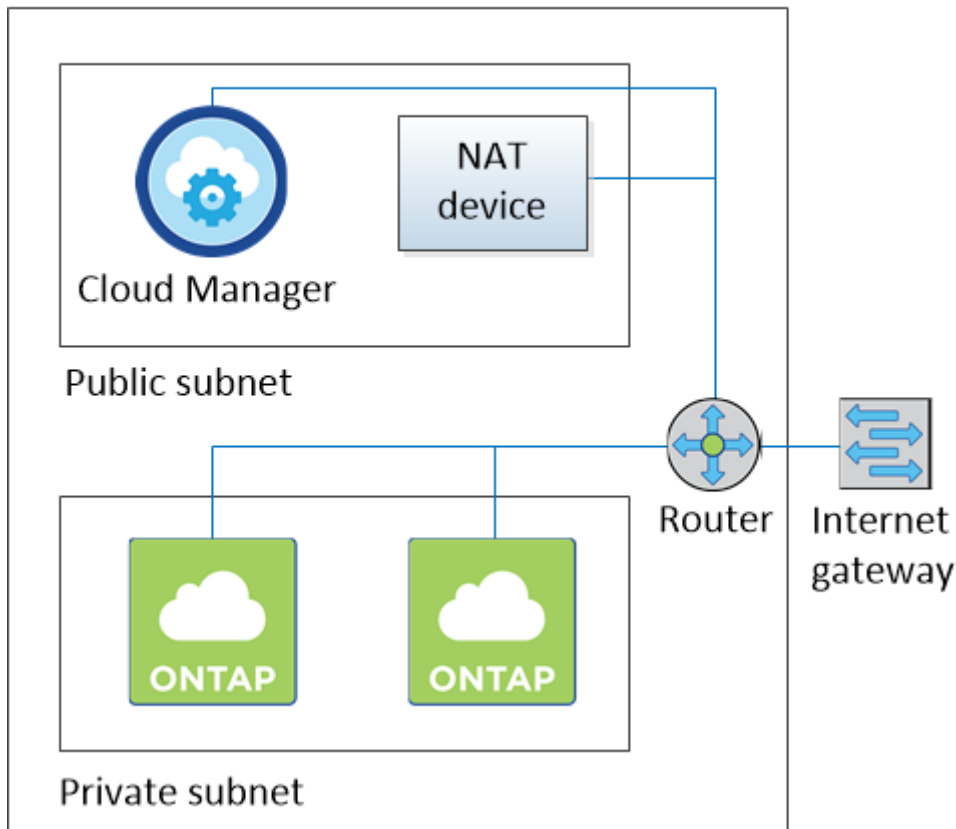 NAT
device
Cloud Manager
Public subnet
Router
Internet
gateway
ONTAP
ONTAP
Private subnet